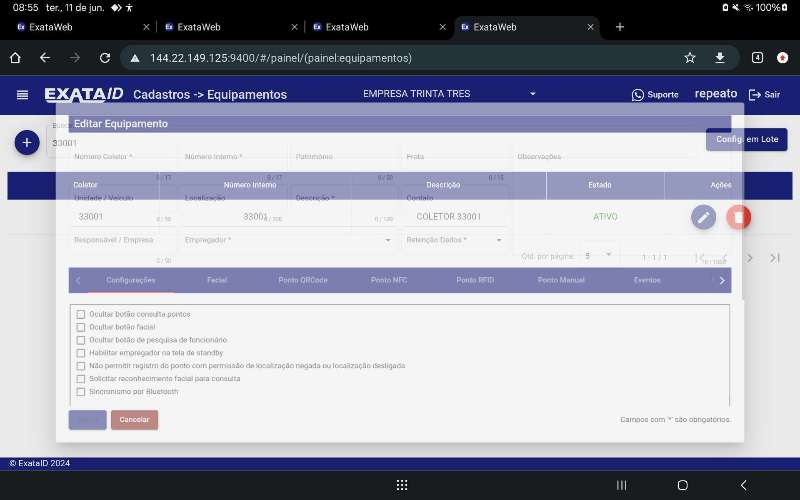 08:55 ter., 11 de jun. 100%
ExataWeb ExataWeb ExataWeb ExataWeb
144.22.149.125:9400/#/painel/(painel:equipamentos) 4
EXATAID Cadastros -> Equipamentos EMPRESA TRINTA TRES Suporte repeato Sair
Editar Equipamento
33001 Configurar em Lote
Número Coletor * Número Interno * Patrimônio Frota Observações
0 / 17 0 / 17 0 / 50 0 / 15
Coletor Número Interno Descrição Estado Ações
Unidade / Veículo Localização Descrição * Contato
33001 33001 COLETOR 33001 ATIVO
0 / 50 0 / 100
Responsável / Empresa Empregador * Retenção Dados *
Qtd. por página: 5 1 - 1 / 1
0 / 50 0 / 1000
Configurações Facial Ponto QRCode Ponto NFC Ponto RFID Ponto Manual Eventos
Ocultar botão consulta pontos
Ocultar botão facial
Ocultar botão de pesquisa de funcionário
Habilitar empregador na tela de standby
Não permitir registro do ponto com permissão de localização negada ou localização desligada
Solicitar reconhecimento facial para consulta
Sincronismo por Bluetooth
Cancelar Campos com '*' são obrigatórios.
© ExataID 2024